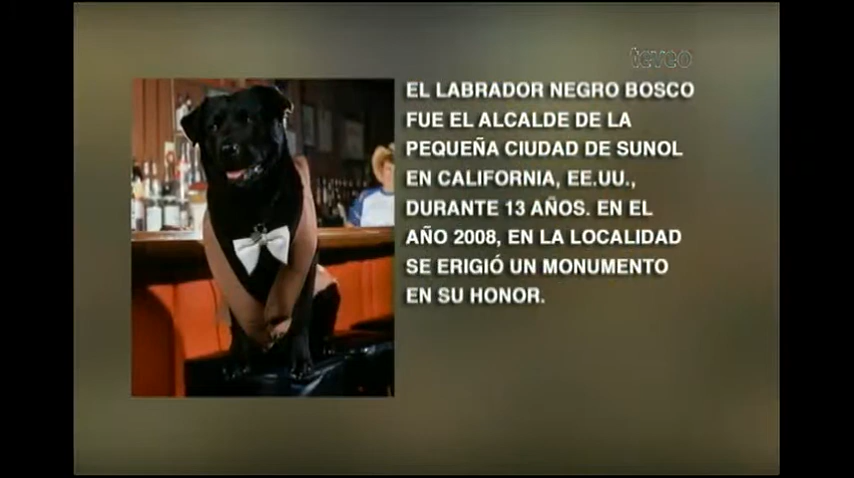 teveo
EL LABRADOR NEGRO BOSCO
FUE EL ALCALDE DE LA
PEQUEÑA CIUDAD DE SUNOL
EN CALIFORNIA, EE.UU.,
DURANTE 13 AÑOS. EN EL
AÑO 2008, EN LA LOCALIDAD
SE ERIGIÓ UN MONUMENTO
EN SU HONOR.